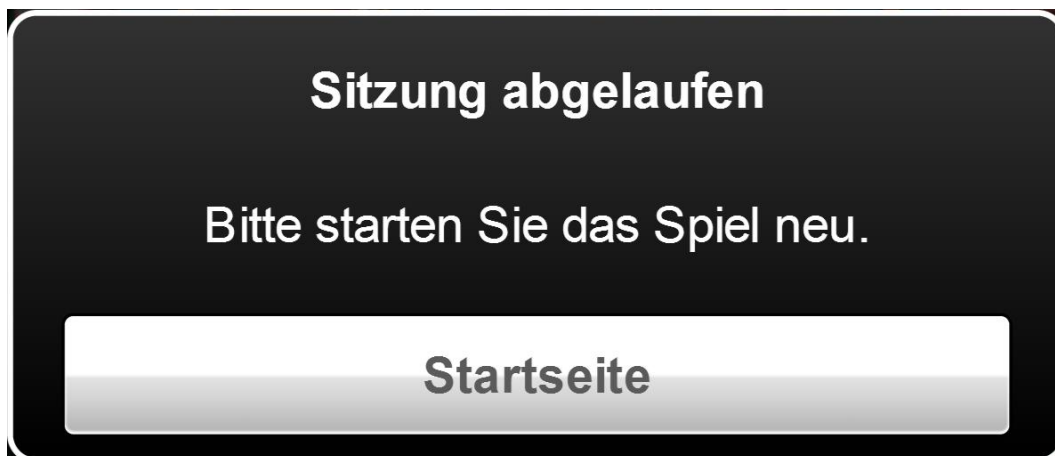 Sitzung abgelaufen
Bitte starten Sie das Spiel neu.
Startseite